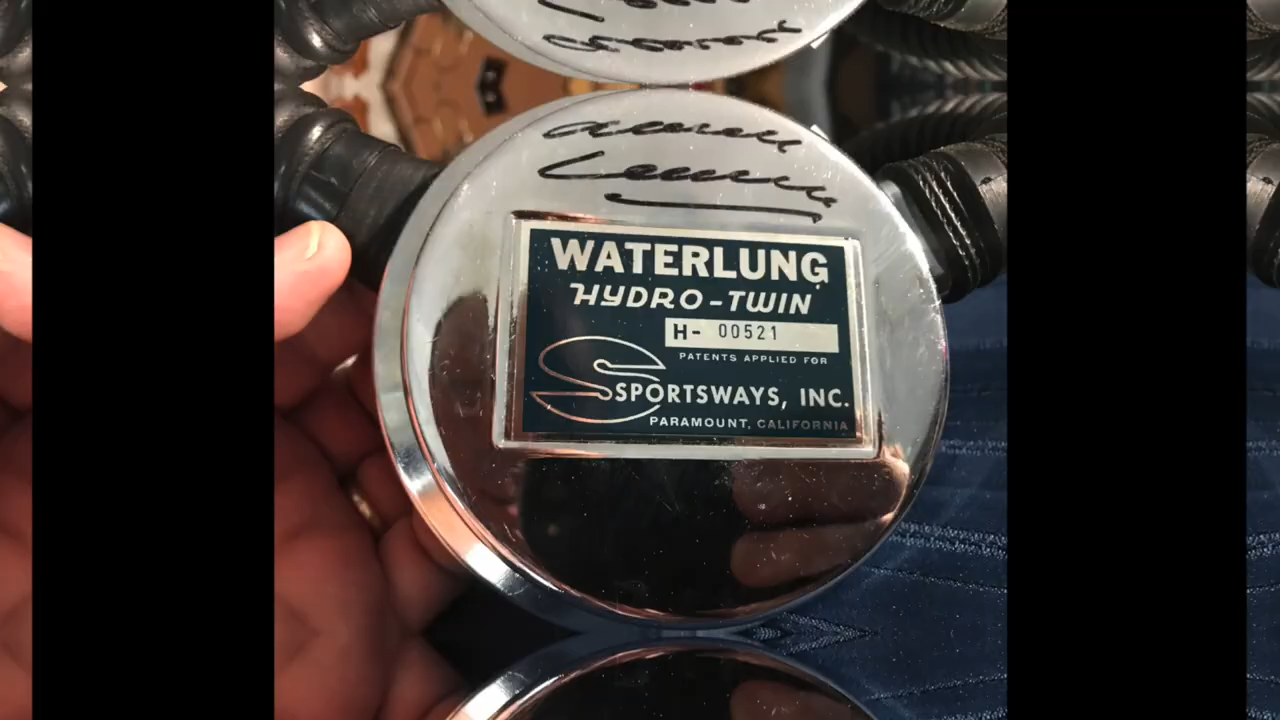 WATERLUNG
HYDRO-TWIN
H- 00521
PATENTS APPLIED FOR
SPORTSWAYS, INC.
PARAMOUNT, CALIFORNIA